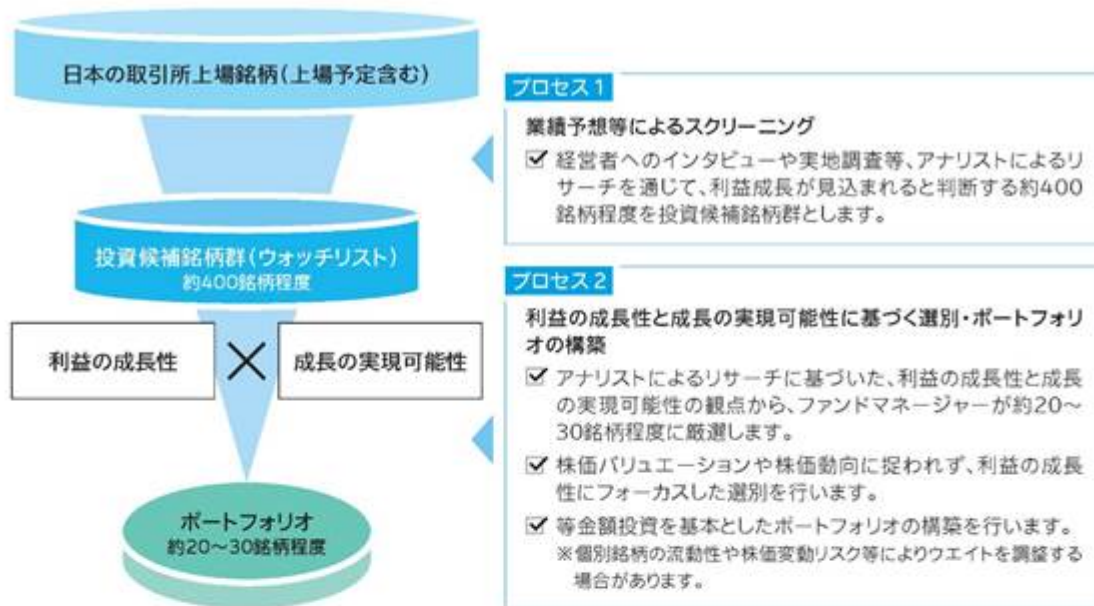 日本の取引所上場銘柄(上場予定含む)
プロセス1
業績予想等によるスクリーニング
☑ 経営者へのインタビューや実地調査等、アナリストによるリ
サーチを通じて、利益成長が見込まれると判断する約400
銘柄程度を投資候補銘柄群とします。
投資候補銘柄群(ウォッチリスト)
約400銘柄程度
利益の成長性
×
成長の実現可能性
プロセス2
利益の成長性と成長の実現可能性に基づく選別・ポートフォリ
オの構築
☑ アナリストによるリサーチに基づいた、利益の成長性と成長
の実現可能性の観点から、ファンドマネージャーが約20~
30銘柄程度に厳選します。
☑ 株価バリュエーションや株価動向に捉われず、利益の成長
性にフォーカスした選別を行います。
☑ 等金額投資を基本としたポートフォリオの構築を行います。
※個別銘柄の流動性や株価変動リスク等によりウエイトを調整する
場合があります。
ポートフォリオ
約20~30銘柄程度